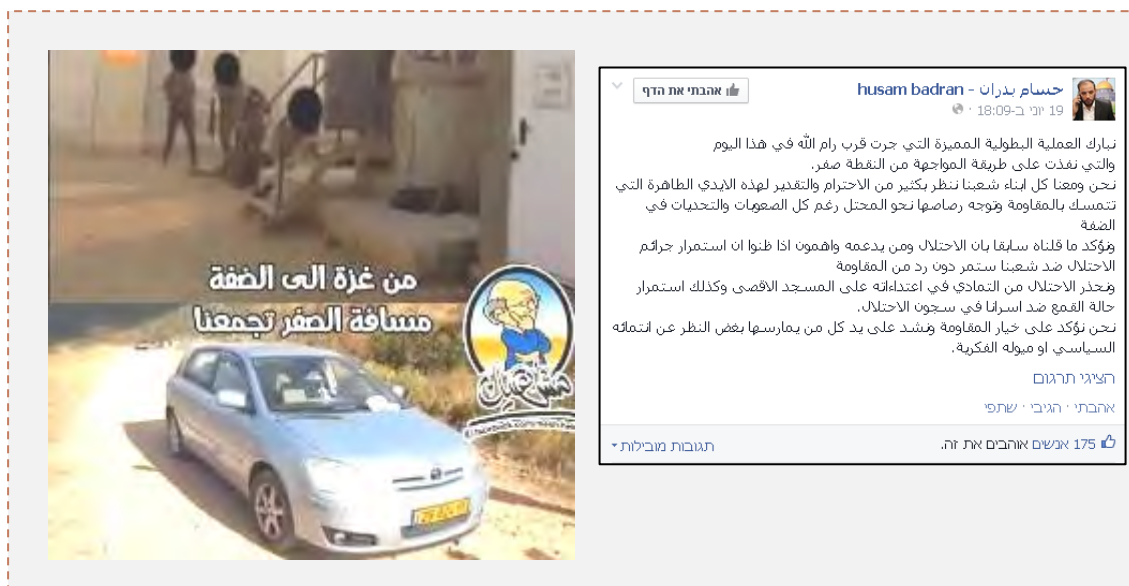 من غزة الى الضفة
مسافة الصفر تجمعنا
مش هيك
حسام بدران - husam badran
אהבתי את הדף
19 יוני ב-18:09 ·
نبارك العملية البطولية المميزة التي جرت قرب رام الله في هذا اليوم
والتي نفذت على طريقة المواجهة من النقطة صفر.
نحن ومعنا كل ابناء شعبنا ننظر بكثير من الاحترام والتقدير لهذه الايدي الطاهرة التي
تتمسك بالمقاومة وتوجه رصاصها نحو المحتل رغم كل الصعوبات والتحديات في
الضفة
ونؤكد ما قلناه سابقا بان الاحتلال ومن يدعمه واهمون اذا ظنوا ان استمرار جرائم
الاحتلال ضد شعبنا ستمر دون رد من المقاومة
ونحذر الاحتلال من التمادي في اعتداءاته على المسجد الاقصى وكذلك استمرار
حالة القمع ضد اسرانا في سجون الاحتلال.
نحن نؤكد على خيار المقاومة ونشد على يد كل من يمارسها بغض النظر عن انتمائه
السياسي او ميوله الفكرية.
הציגי תרגום
אהבתי · הגיבי · שתפי
175 אנשים אוהבים את זה.
תגובות מובילות